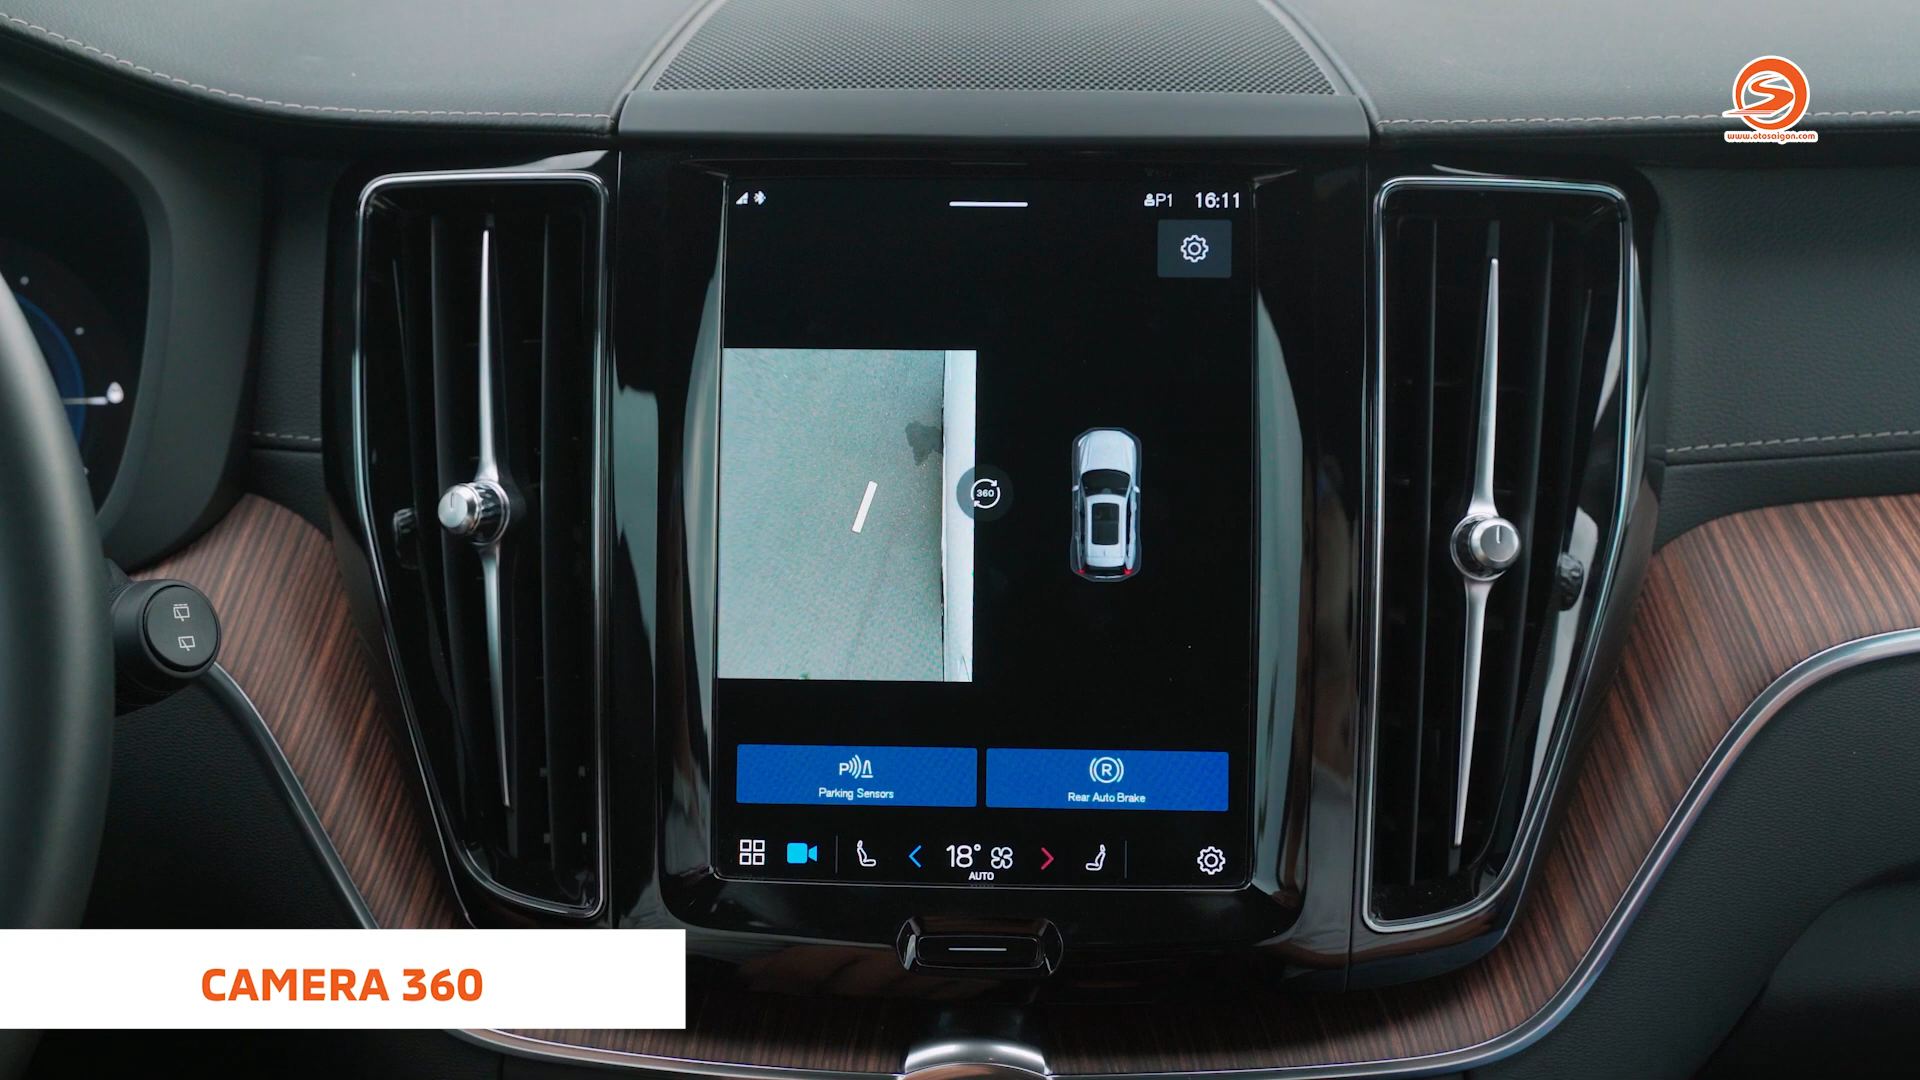 www.otosaigon.com
P1 16:11
360
P
Parking Sensors
R
Rear Auto Brake
18°
AUTO
CAMERA 360